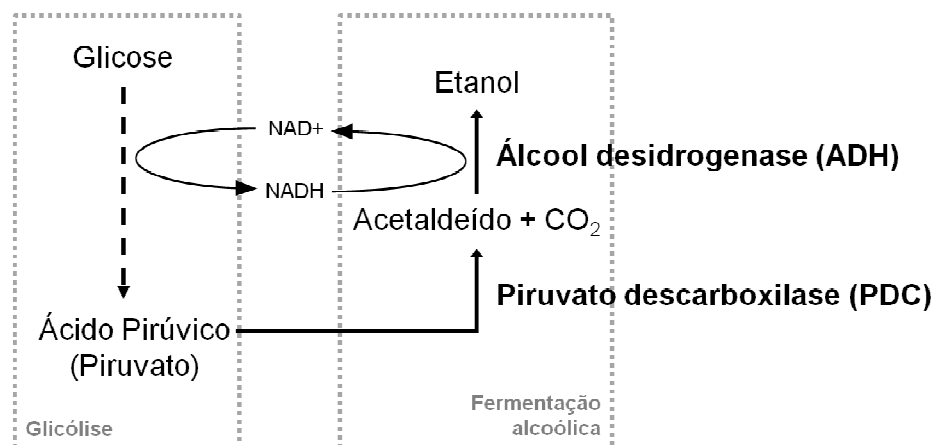 Glicose
Etanol
NAD+
Álcool desidrogenase (ADH)
NADH
Acetaldeído + CO₂
Piruvato descarboxilase (PDC)
Ácido Pirúvico
(Piruvato)
Fermentação
alcoólica
Glicólise